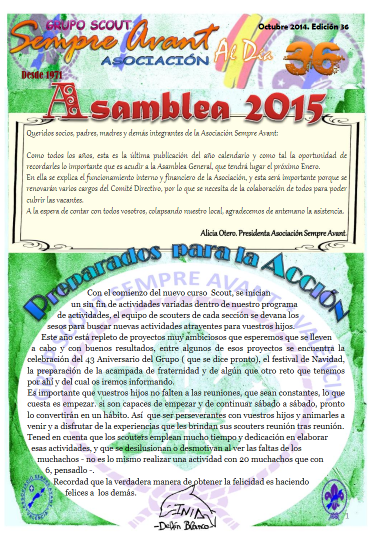 GRUPO SCOUT
Sempre Avant
ASOCIACIÓN
Desde 1971
Al Día
Octubre 2014. Edición 36
36
Asamblea 2015
Queridos socios, padres, madres y demás integrantes de la Asociación Sempre Avant:
Como todos los años, esta es la última publicación del año calendario y como tal la oportunidad de
recordarles lo importante que es acudir a la Asamblea General, que tendrá lugar el próximo Enero.
En ella se explica el funcionamiento interno y financiero de la Asociación, y esta será importante porque se
renovarán varios cargos del Comité Directivo, por lo que se necesita de la colaboración de todos para poder
cubrir las vacantes.
A la espera de contar con todos vosotros, colapsando nuestro local, agradecemos de antemano la asistencia.
Alicia Otero. Presidenta Asociación Sempre Avant.
Preparados para la Acción
Con el comienzo del nuevo curso Scout, se inician
un sin fin de actividades variadas dentro de nuestro programa
de actividades, el equipo de scouters de cada sección se devana los
sesos para buscar nuevas actividades atrayentes para vuestros hijos.
Este año está repleto de proyectos muy ambiciosos que esperemos que se lleven
a cabo y con buenos resultados, entre algunos de esos proyectos se encuentra la
celebración del 43 Aniversario del Grupo ( que se dice pronto), el festival de Navidad,
la preparación de la acampada de fraternidad y de algún que otro reto que tenemos
por ahí y del cual os iremos informando.
Es importante que vuestros hijos no falten a las reuniones, que sean constantes, lo que
cuesta es empezar. si son capaces de empezar y de continuar sábado a sábado, pronto
lo convertirán en un hábito. Así que ser perseverantes con vuestros hijos y animarles a
venir y a disfrutar de la experiencias que les brindan sus scouters reunión tras reunión.
Tened en cuenta que los scouters emplean mucho tiempo y dedicación en elaborar
esas actividades, y que se desilusionan o desmotivan al ver las faltas de los
muchachos - no es lo mismo realizar una actividad con 20 muchachos que con
6, pensadlo -.
Recordad que la verdadera manera de obtener la felicidad es haciendo
felices a los demás.
-Delfín Blanco-
1